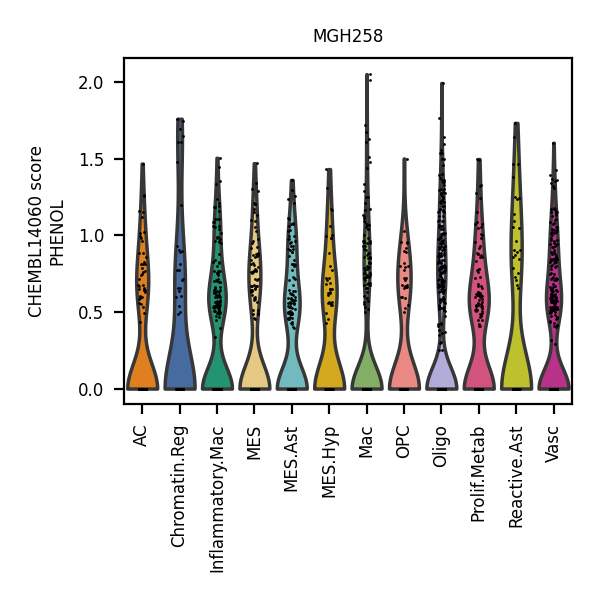 MGH258
CHEMBL14060 score
PHENOL
2.0
1.5
1.0
0.5
0.0
AC
Chromatin.Reg
Inflammatory.Mac
MES
MES.Ast
MES.Hyp
Mac
OPC
Oligo
Prolif.Metab
Reactive.Ast
Vasc